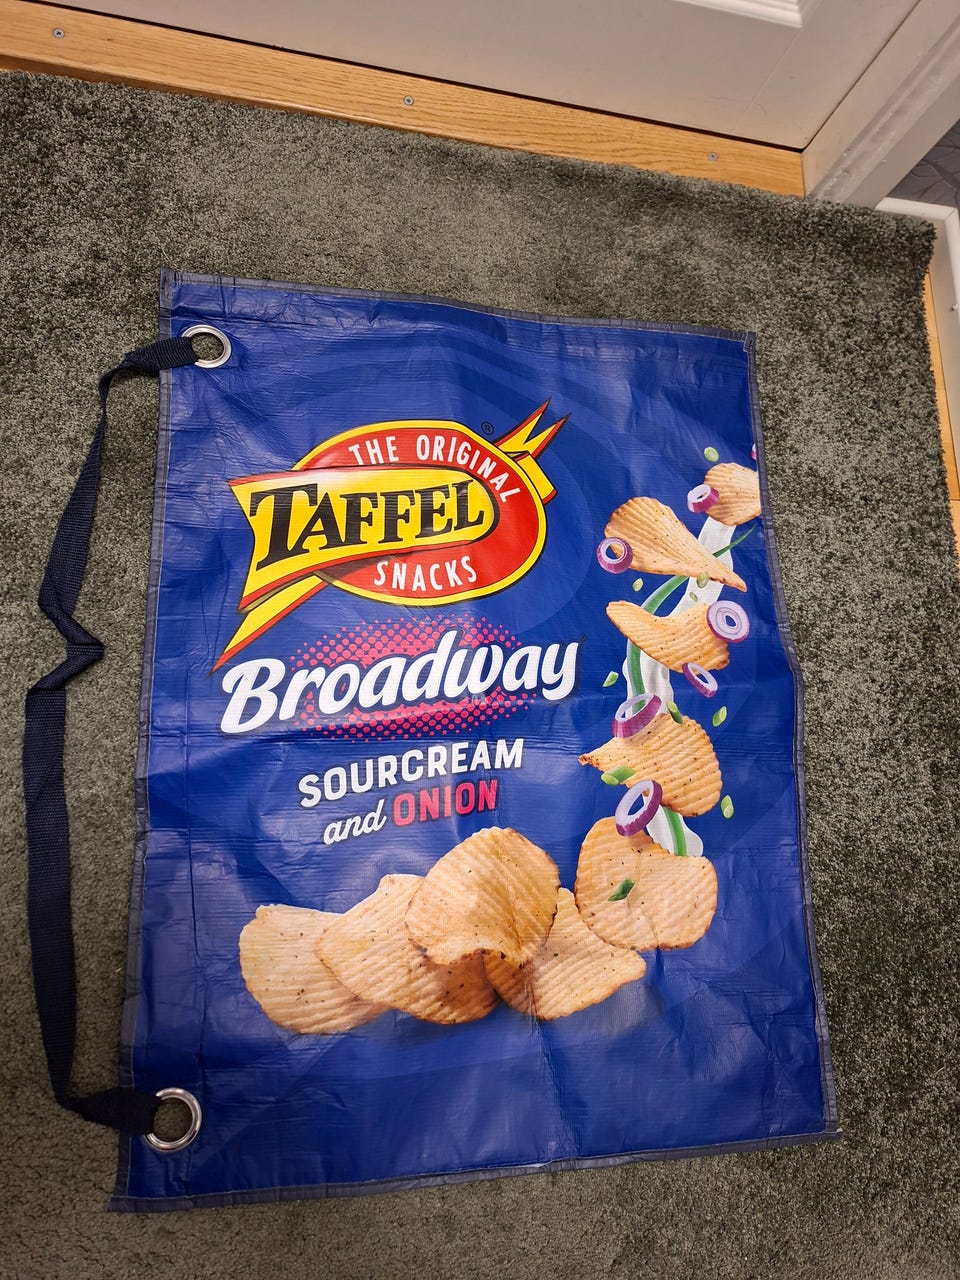 THE ORIGINAL
TAFFEL
SNACKS
Broadway
SOURCREAM
and ONION